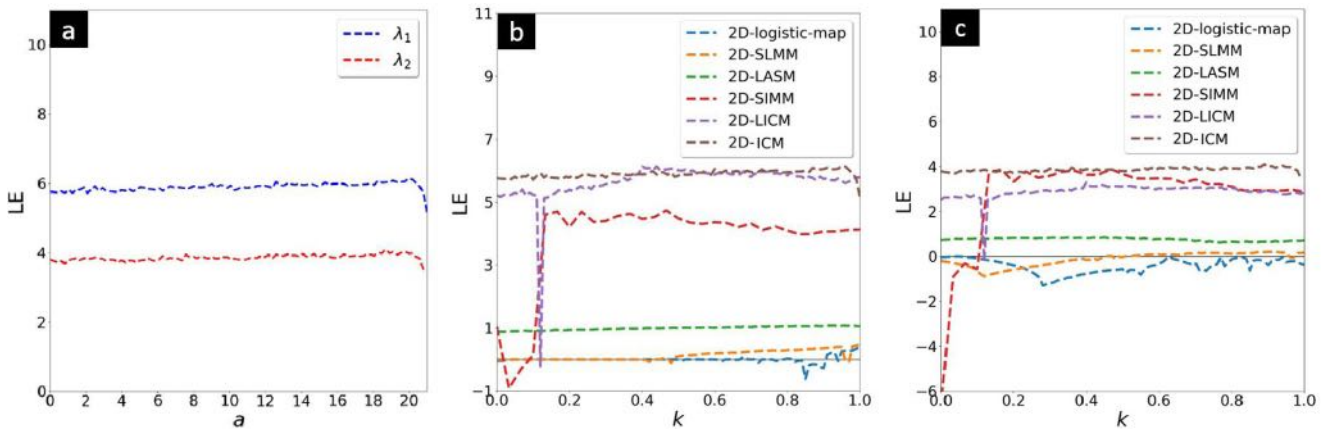 a
10
8
6
4
2
0
LE
0 2 4 6 8 10 12 14 16 18 20
a
λ1
λ2
b
11
9
7
5
3
1
−1
LE
0.0 0.2 0.4 0.6 0.8 1.0
k
2D-logistic-map
2D-SLMM
2D-LASM
2D-SIMM
2D-LICM
2D-ICM
c
10
8
6
4
2
0
−2
−4
−6
LE
0.0 0.2 0.4 0.6 0.8 1.0
k
2D-logistic-map
2D-SLMM
2D-LASM
2D-SIMM
2D-LICM
2D-ICM